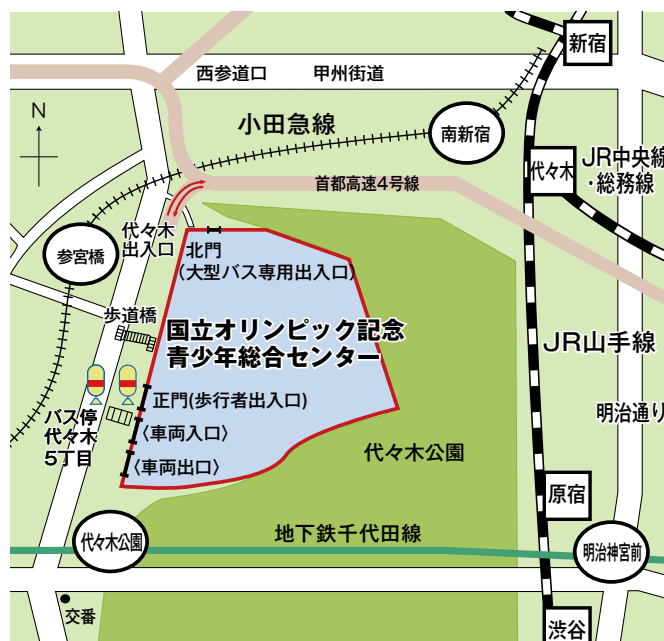 新宿
西参道口
甲州街道
N
小田急線
南新宿
JR中央線
・総務線
代々木
首都高速4号線
代々木
出入口
参宮橋
北門
(大型バス専用出入口)
歩道橋
国立オリンピック記念
青少年総合センター
JR山手線
正門(歩行者出入口)
明治通り
バス停
代々木
5丁目
〈車両入口〉
代々木公園
〈車両出口〉
原宿
地下鉄千代田線
代々木公園
明治神宮前
交番
渋谷